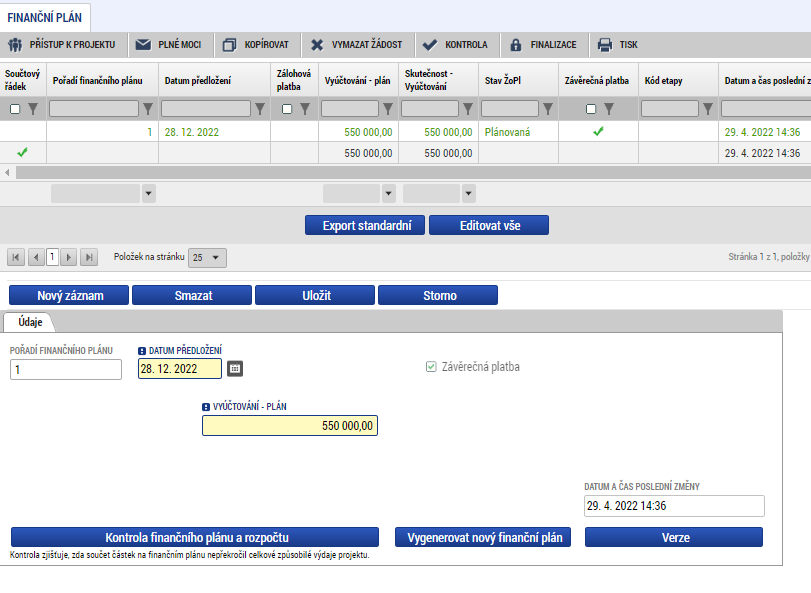 FINANČNÍ PLÁN
PŘÍSTUP K PROJEKTU PLNÉ MOCI KOPÍROVAT VYMAZAT ŽÁDOST KONTROLA FINALIZACE TISK
Součtový řádek Pořadí finančního plánu Datum předložení Zálohová platba Vyúčtování - plán Skutečnost - Vyúčtování Stav ZoPl Závěrečná platba Kód etapy Datum a čas poslední z
1 28. 12. 2022 550 000,00 550 000,00 Plánovaná 29. 4. 2022 14:36
550 000,00 550 000,00 29. 4. 2022 14:36
Export standardní Editovat vše
1 Položek na stránku 25 Stránka 1 z 1, položky
Nový záznam Smazat Uložit Storno
Údaje
POŘADÍ FINANČNÍHO PLÁNU DATUM PŘEDLOŽENÍ
1 28. 12. 2022 Závěrečná platba
VYÚČTOVÁNÍ - PLÁN
550 000,00
DATUM A ČAS POSLEDNÍ ZMĚNY
29. 4. 2022 14:36
Kontrola finančního plánu a rozpočtu Vygenerovat nový finanční plán Verze
Kontrola zjišťuje, zda součet částek na finančním plánu nepřekročil celkové způsobilé výdaje projektu.